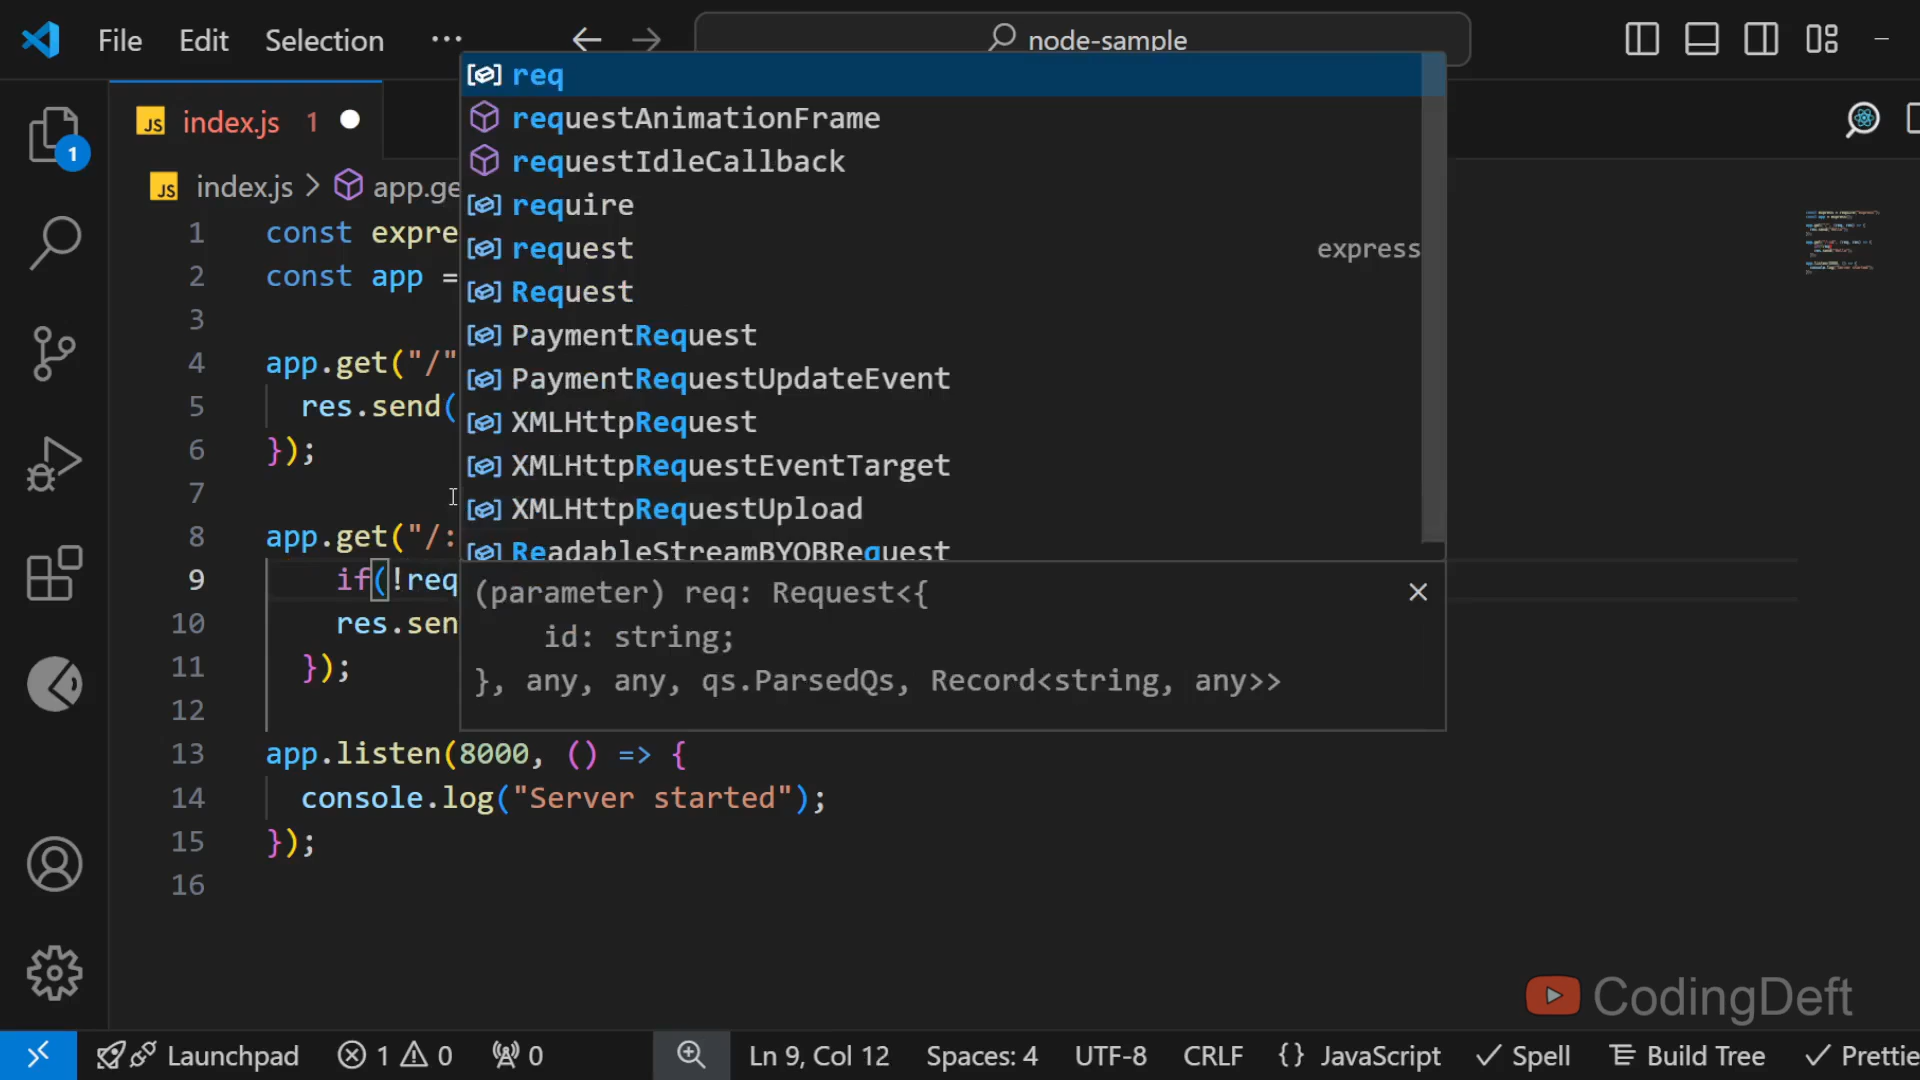 File Edit Selection ··· node-sample
JS index.js 1
1
JS index.js > app.ge
1 const expre
2 const app =
3
4 app.get("/"
5 res.send(
6 });
7
8 app.get("/:
9 if(!req
10 res.sen
11 });
12
13 app.listen(8000, () => {
14 console.log("Server started");
15 });
16
req
requestAnimationFrame
requestIdleCallback
require
request express
Request
PaymentRequest
PaymentRequestUpdateEvent
XMLHttpRequest
XMLHttpRequestEventTarget
XMLHttpRequestUpload
ReadableStreamBYOBRequest
(parameter) req: Request<{
id: string;
}, any, any, qs.ParsedQs, Record<string, any>>
CodingDeft
Launchpad 1 0 0 Ln 9, Col 12 Spaces: 4 UTF-8 CRLF {} JavaScript Spell Build Tree Prettie